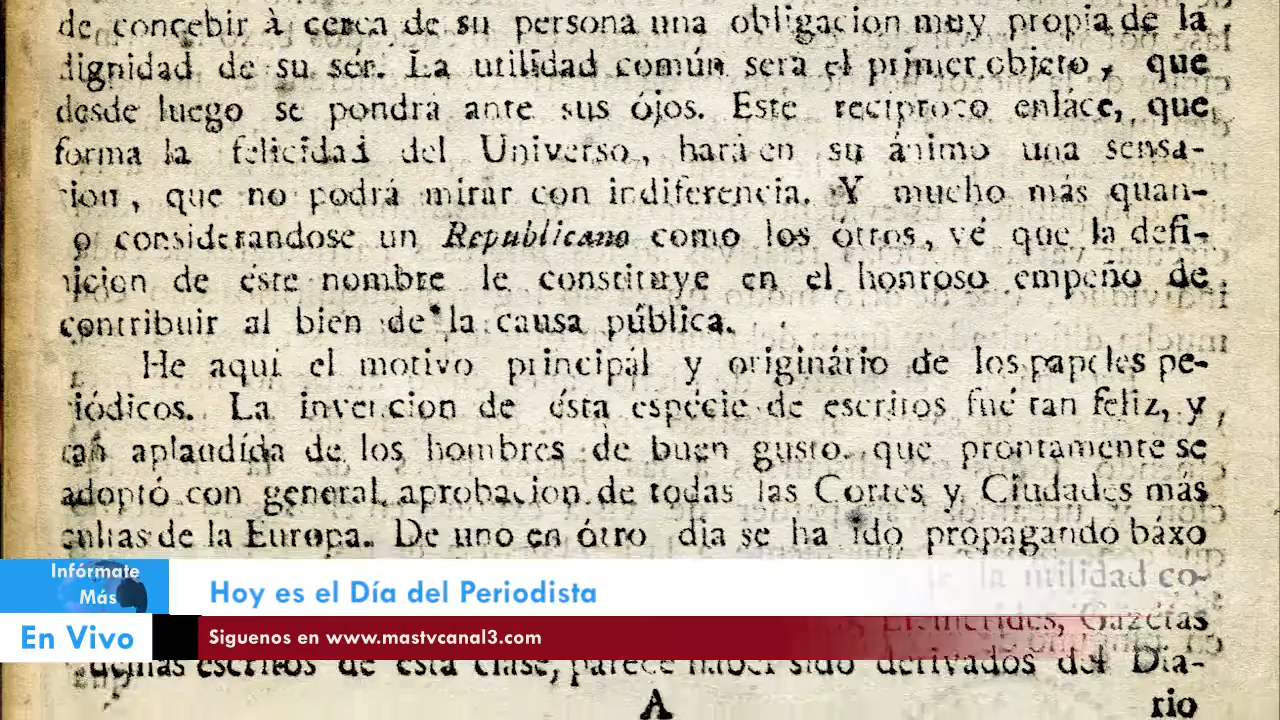 de concebir à cerca de su persona una obligacion muy propia de la
dignidad de su sér. La utilidad común será el primer objeto, que
desde luego se pondrá ante sus ójos. Este recíproco enláce, que
forma la felicidad del Universo, hará en su ánimo una sensa-
cion, que no podrá mirar con indiferencia. Y mucho más quan-
o considerandose un Republicano como los ótros, vé que la defi-
nicion de éste nombre le constituye en el honroso empeño de
contribuir al bien de la causa pública.
He aqui el motivo principál y originário de los papeles pe-
riódicos. La invencion de ésta espécie de escritos fué tan feliz, y
tan aplaudída de los hombres de buen gusto, que prontamente se
adoptó con general aprobacion de todas las Cortes y Ciudades más
cultas de la Europa. De uno en ótro dia se ha ido propagando báxo
la utilidad co-
Efemérides, Gazétas
demas escritos de esta clase, parece haber sido derivados del Dia-
A
rio
Infórmate
Más
Hoy es el Día del Periodista
En Vivo
Siguenos en www.mastvcanal3.com